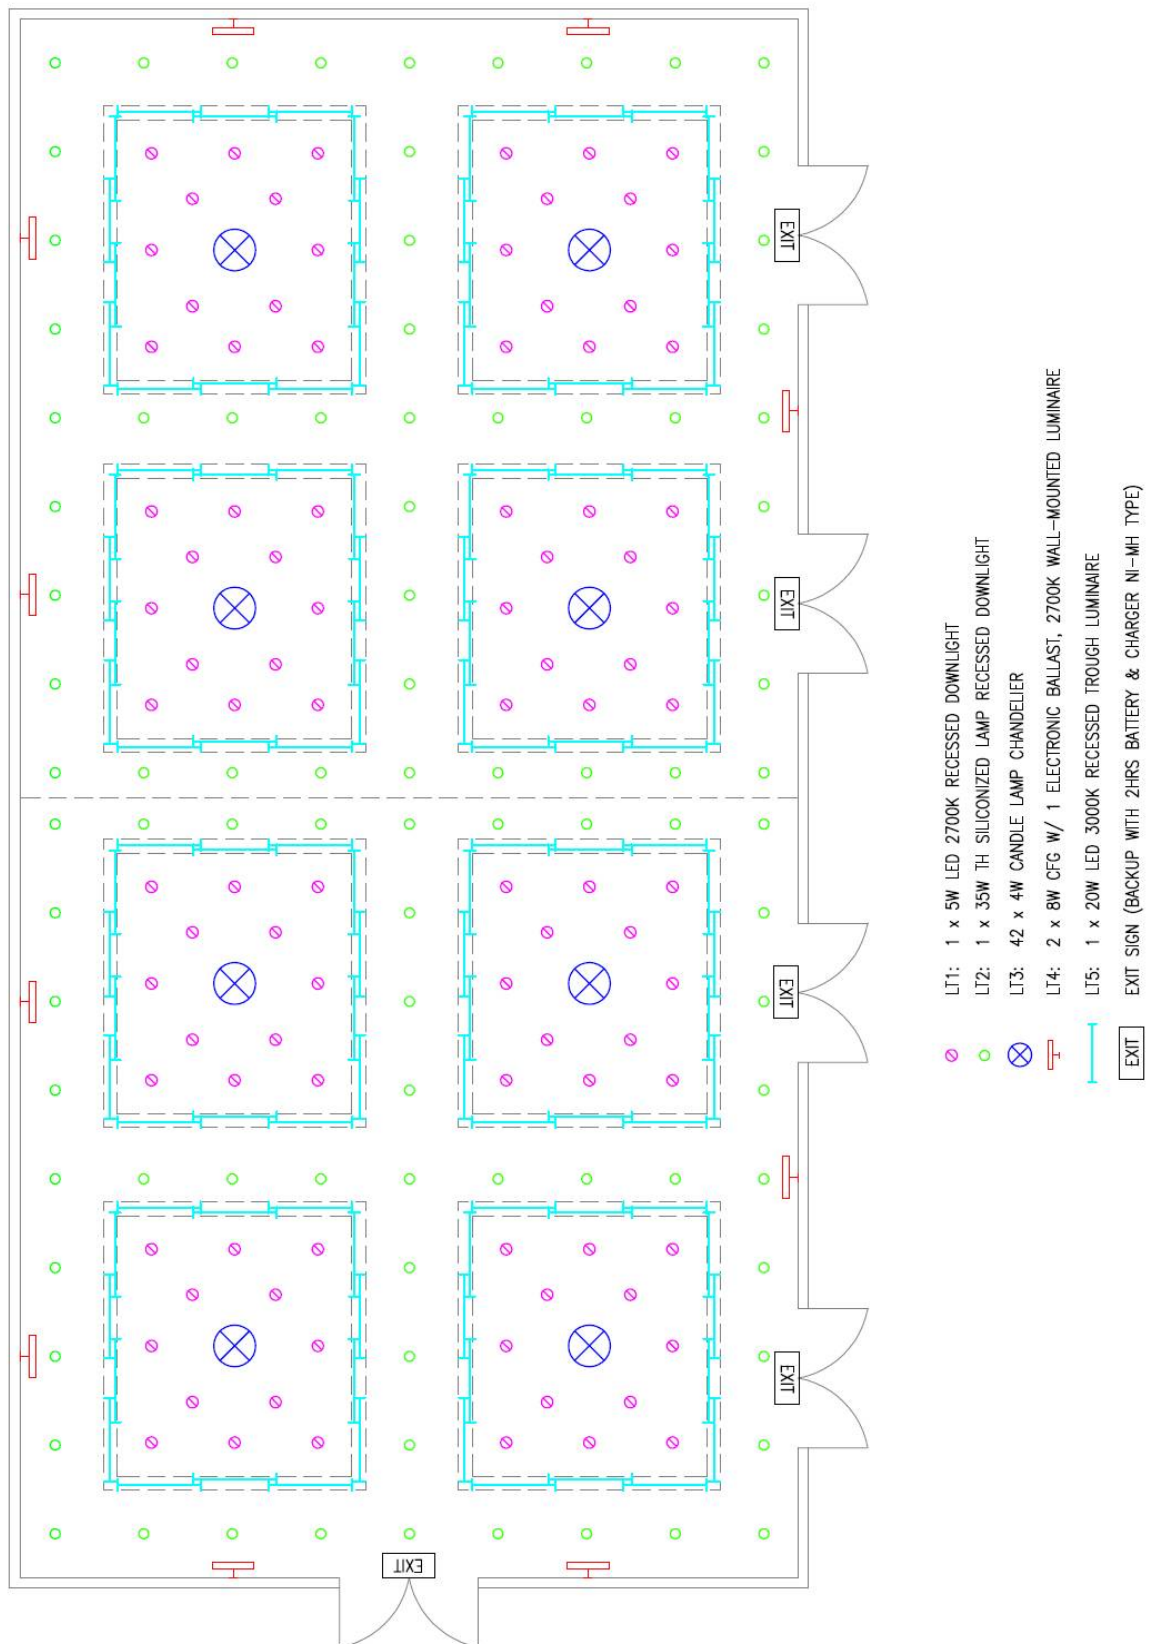 EXIT
EXIT
EXIT
EXIT
EXIT
LT1: 1 x 5W LED 2700K RECESSED DOWNLIGHT
LT2: 1 x 35W TH SILICONIZED LAMP RECESSED DOWNLIGHT
LT3: 42 x 4W CANDLE LAMP CHANDELIER
LT4: 2 x 8W CFG W/ 1 ELECTRONIC BALLAST, 2700K WALL-MOUNTED LUMINAIRE
LT5: 1 x 20W LED 3000K RECESSED TROUGH LUMINAIRE
EXIT EXIT SIGN (BACKUP WITH 2HRS BATTERY & CHARGER NI-MH TYPE)